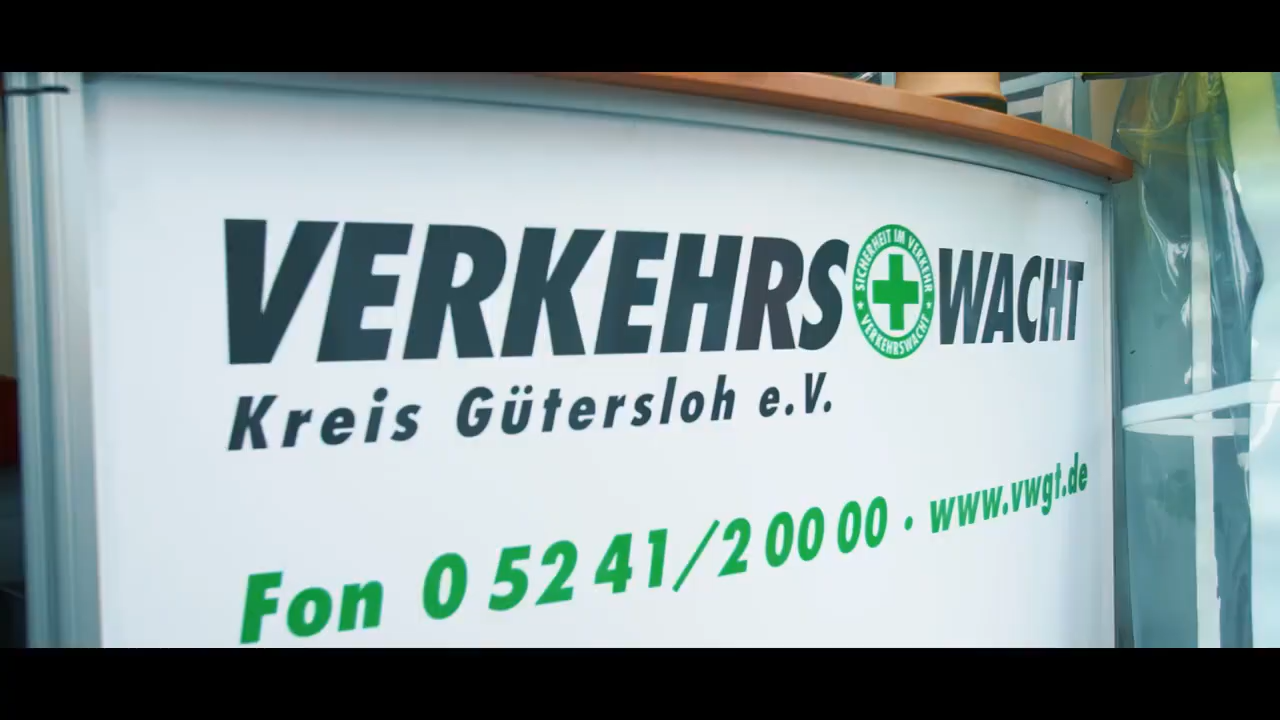 VERKEHRS WACHT
SICHERHEIT IM VERKEHR
VERKEHRSWACHT
Kreis Gütersloh e.V.
Fon 0 52 41/2 00 00 · www.vwgt.de